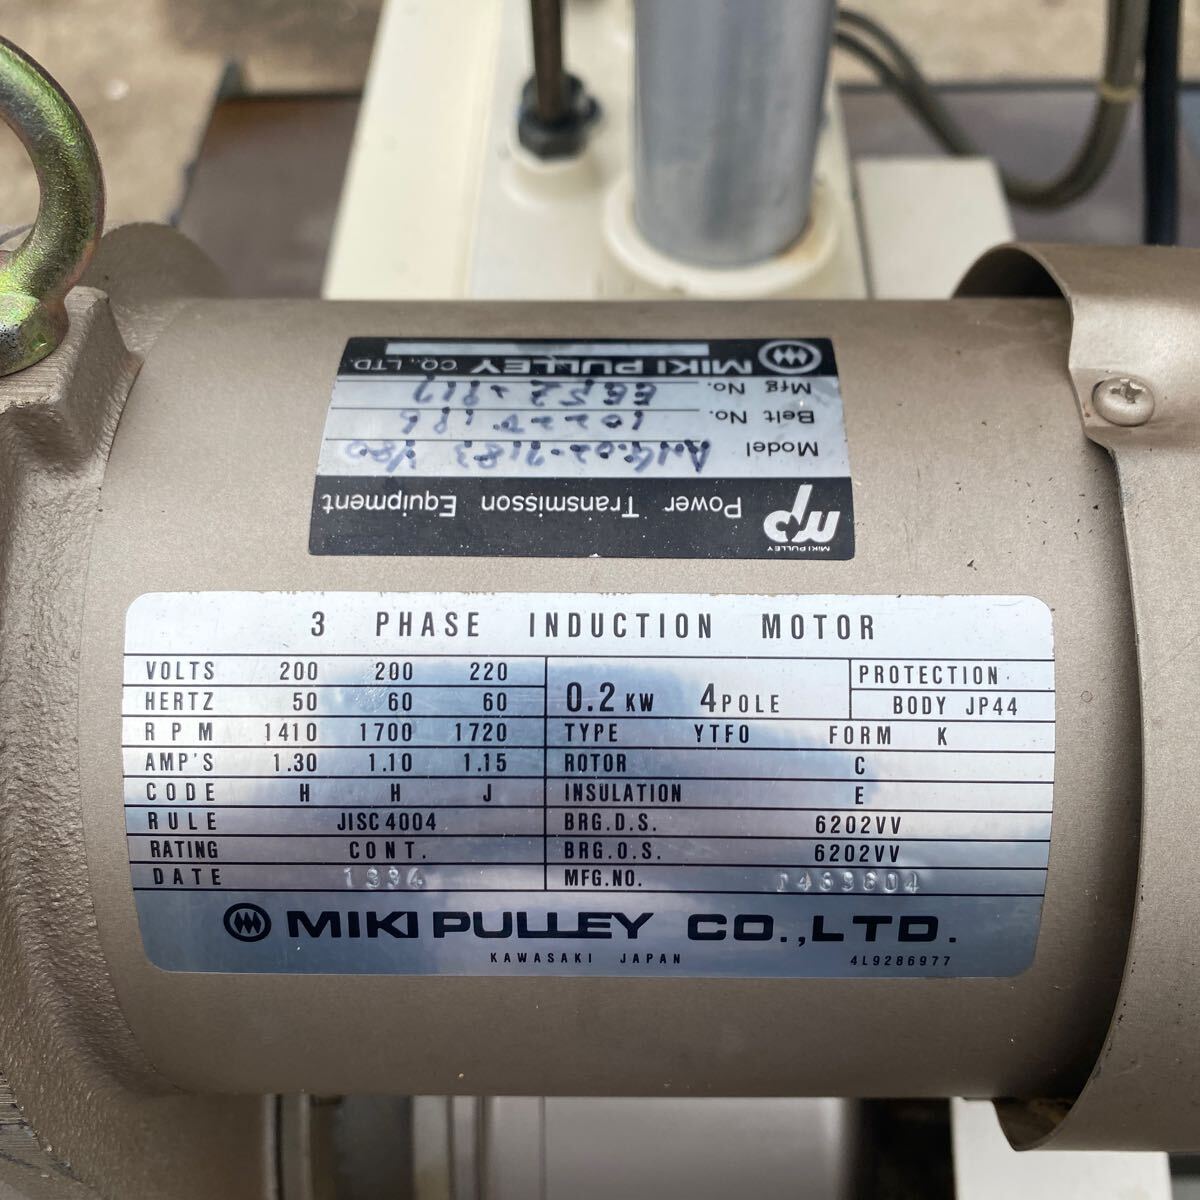 MIKI PULLEY
Power Transmisson Equipment
Model
Belt No.
Mfg No.
MIKI PULLEY CO., LTD.
3 PHASE INDUCTION MOTOR
VOLTS 200 200 220
HERTZ 50 60 60
RPM 1410 1700 1720
AMP'S 1.30 1.10 1.15
CODE H H J
RULE JISC4004
RATING CONT.
DATE 1994
0.2 KW 4 POLE
PROTECTION
BODY JP44
TYPE YTFO FORM K
ROTOR C
INSULATION E
BRG.D.S. 6202VV
BRG.O.S. 6202VV
MFG.NO.
MIKI PULLEY CO.,LTD.
KAWASAKI JAPAN 4L9286977